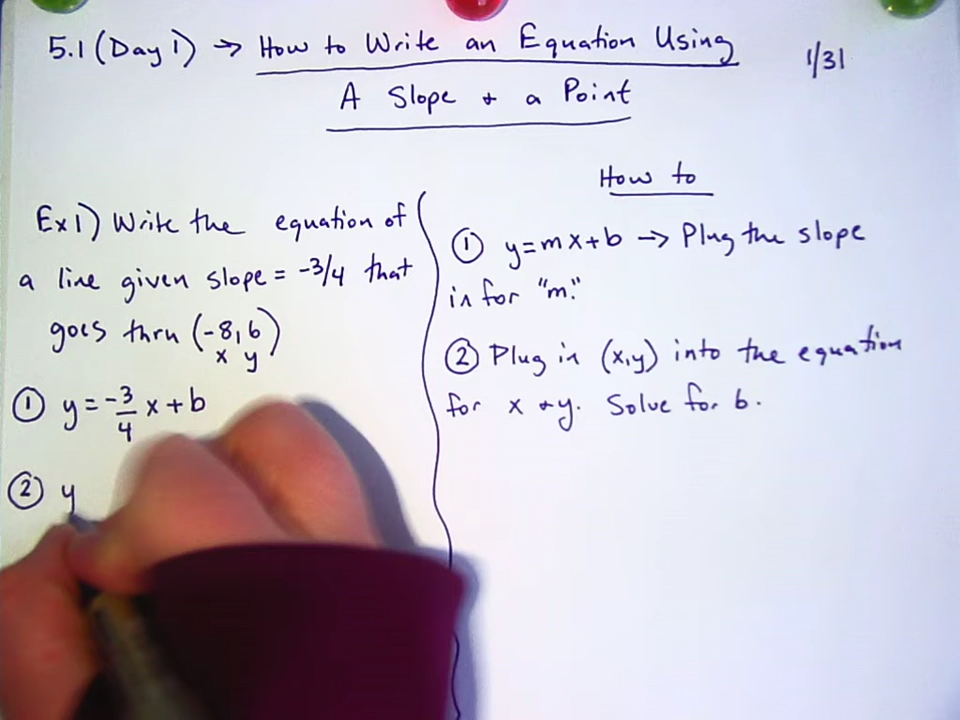 5.1 (Day 1) → How to Write an Equation Using
1/31
A Slope + a Point
Ex 1) Write the equation of
a line given slope = -3/4 that
goes thru (-8, 6)
x y
① y = -3/4 x + b
② y
How to
① y = mx + b → Plug the slope
in for "m."
② Plug in (x,y) into the equation
for x + y. Solve for b.